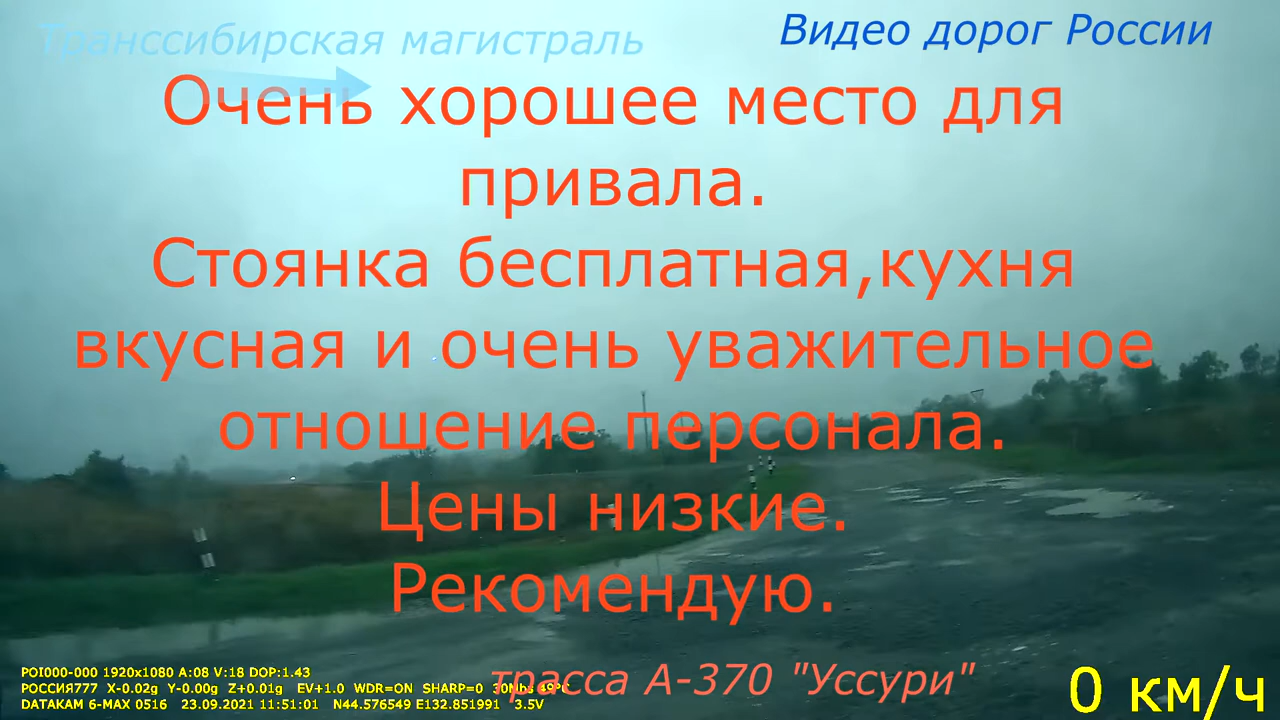 Транссибирская магистраль
Видео дорог России
Очень хорошее место для
привала.
Стоянка бесплатная,кухня
вкусная и очень уважительное
отношение персонала.
Цены низкие.
Рекомендую.
трасса А-370 "Уссури"
0 км/ч
POI000-000 1920x1080 A:08 V:18 DOP:1.43
РОССИЯ777 X-0.02g Y-0.00g Z+0.01g EV+1.0 WDR=ON SHARP=0 30Mbs 49°C
DATAKAM 6-MAX 0516 23.09.2021 11:51:01 N44.576549 E132.851991 3.5V